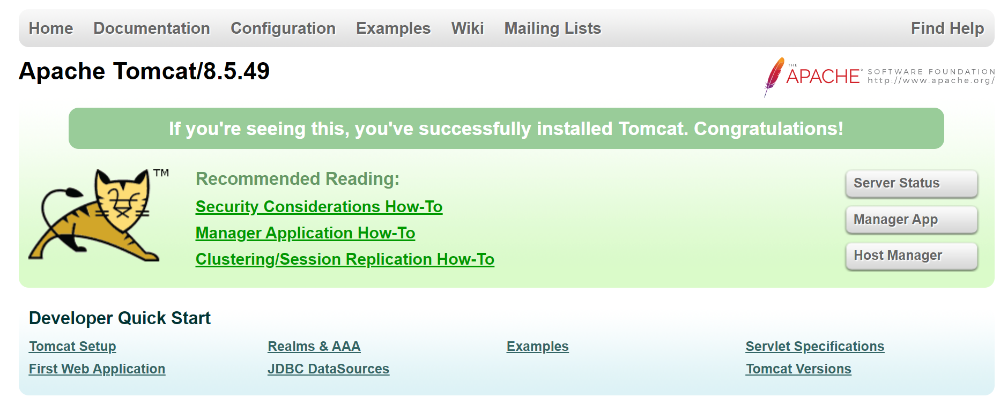 Home Documentation Configuration Examples Wiki Mailing Lists Find Help
Apache Tomcat/8.5.49
THE
APACHE® SOFTWARE FOUNDATION
http://www.apache.org/
If you're seeing this, you've successfully installed Tomcat. Congratulations!
TM
Recommended Reading:
Security Considerations How-To
Manager Application How-To
Clustering/Session Replication How-To
Server Status
Manager App
Host Manager
Developer Quick Start
Tomcat Setup
First Web Application
Realms & AAA
JDBC DataSources
Examples
Servlet Specifications
Tomcat Versions